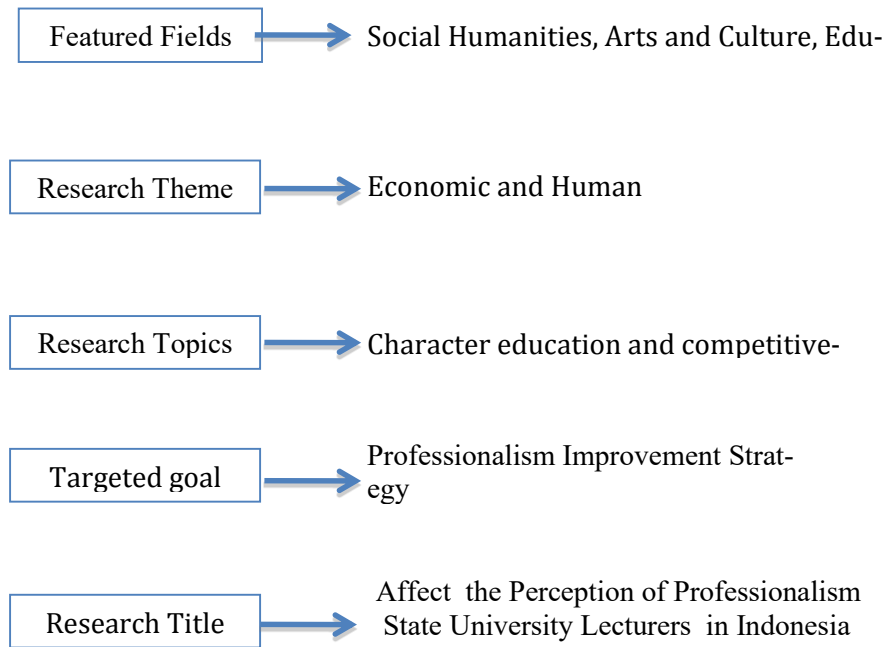 Featured Fields
Social Humanities, Arts and Culture, Edu-
Research Theme
Economic and Human
Research Topics
Character education and competitive-
Targeted goal
Professionalism Improvement Strat-
egy
Research Title
Affect the Perception of Professionalism
State University Lecturers in Indonesia